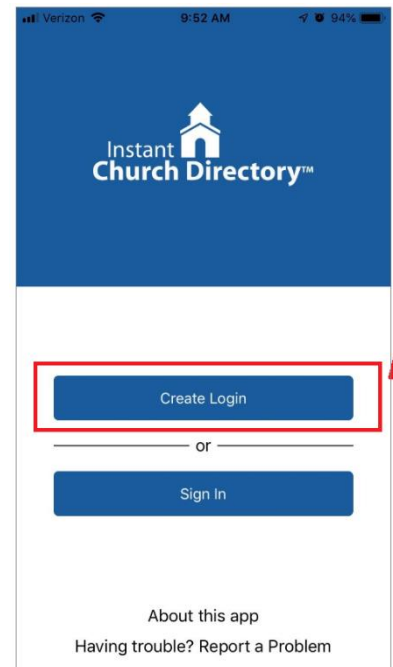 Verizon 9:52 AM 94%
Instant
Church Directory™
Create Login
or
Sign In
About this app
Having trouble? Report a Problem